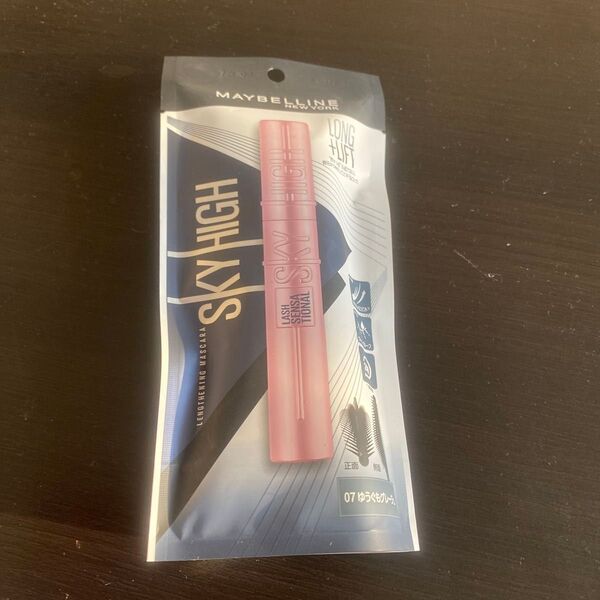 MAYBELLINE
NEW YORK
LONG
+LIFT
SKY HIGH
LENGTHENING MASCARA
SKY HIGH
LASH
SENSA
TIONAL
正面
07 ゆうぐもグレージュ